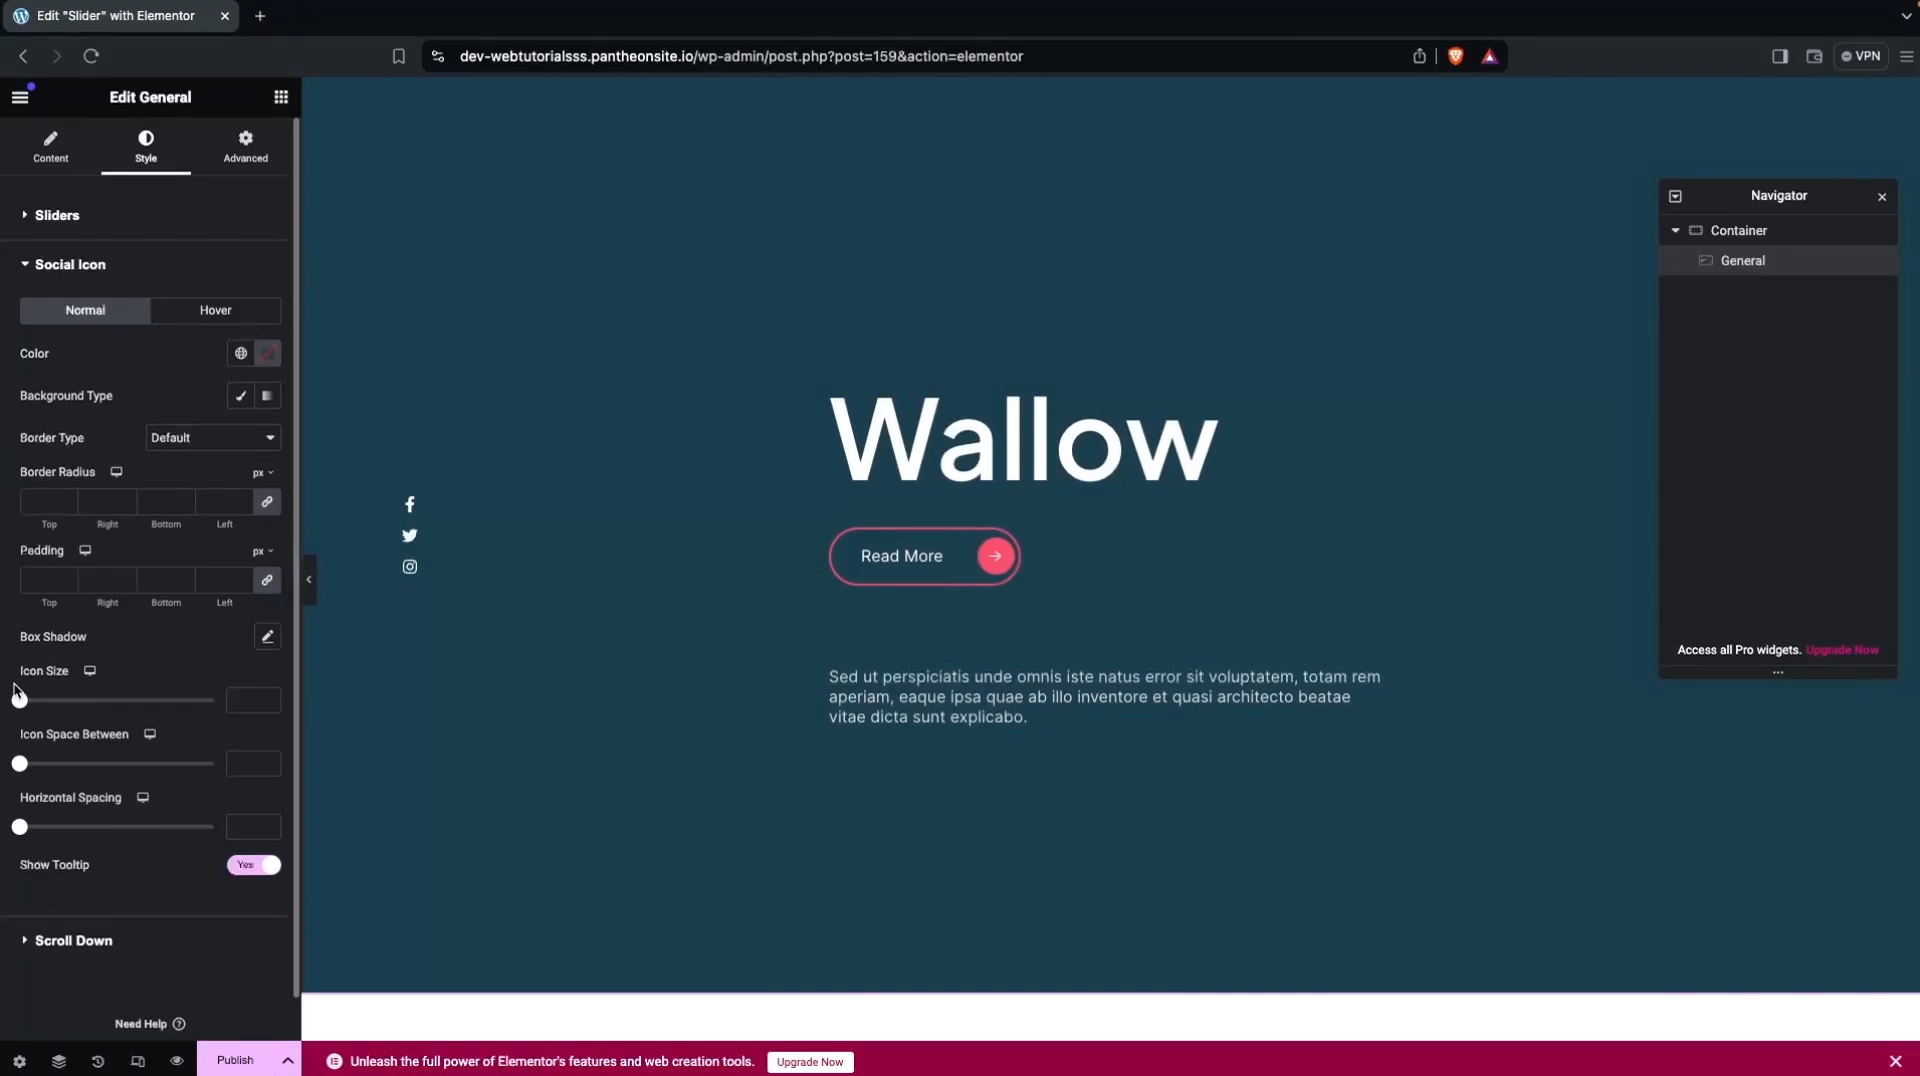 Edit "Slider" with Elementor
dev-webtutorialsss.pantheonsite.io/wp-admin/post.php?post=159&action=elementor
VPN
Edit General
Content
Style
Advanced
Sliders
Social Icon
Normal
Hover
Color
Background Type
Border Type
Default
Border Radius
px
Top
Right
Bottom
Left
Padding
px
Top
Right
Bottom
Left
Box Shadow
Icon Size
Icon Space Between
Horizontal Spacing
Show Tooltip
Yes
Scroll Down
Need Help
Publish
Wallow
Read More
Sed ut perspiciatis unde omnis iste natus error sit voluptatem, totam rem
aperiam, eaque ipsa quae ab illo inventore et quasi architecto beatae
vitae dicta sunt explicabo.
Navigator
Container
General
Access all Pro widgets. Upgrade Now
Unleash the full power of Elementor's features and web creation tools.
Upgrade Now